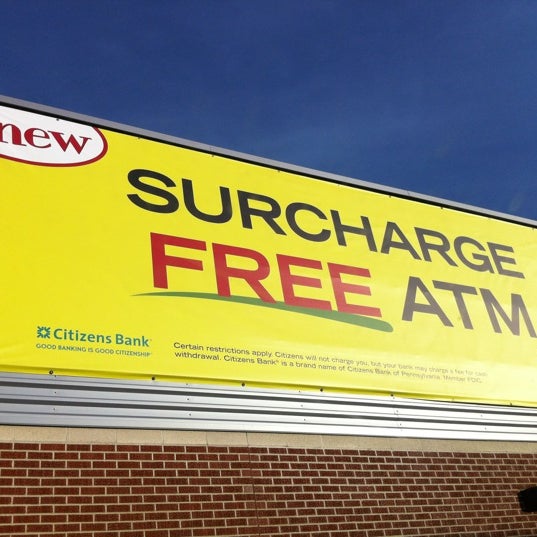 new
SURCHARGE
FREE ATM
Citizens Bank®
GOOD BANKING IS GOOD CITIZENSHIP™
Certain restrictions apply. Citizens will not charge you, but your bank may charge a fee for cash
withdrawal. Citizens Bank® is a brand name of Citizens Bank of Pennsylvania. Member FDIC.